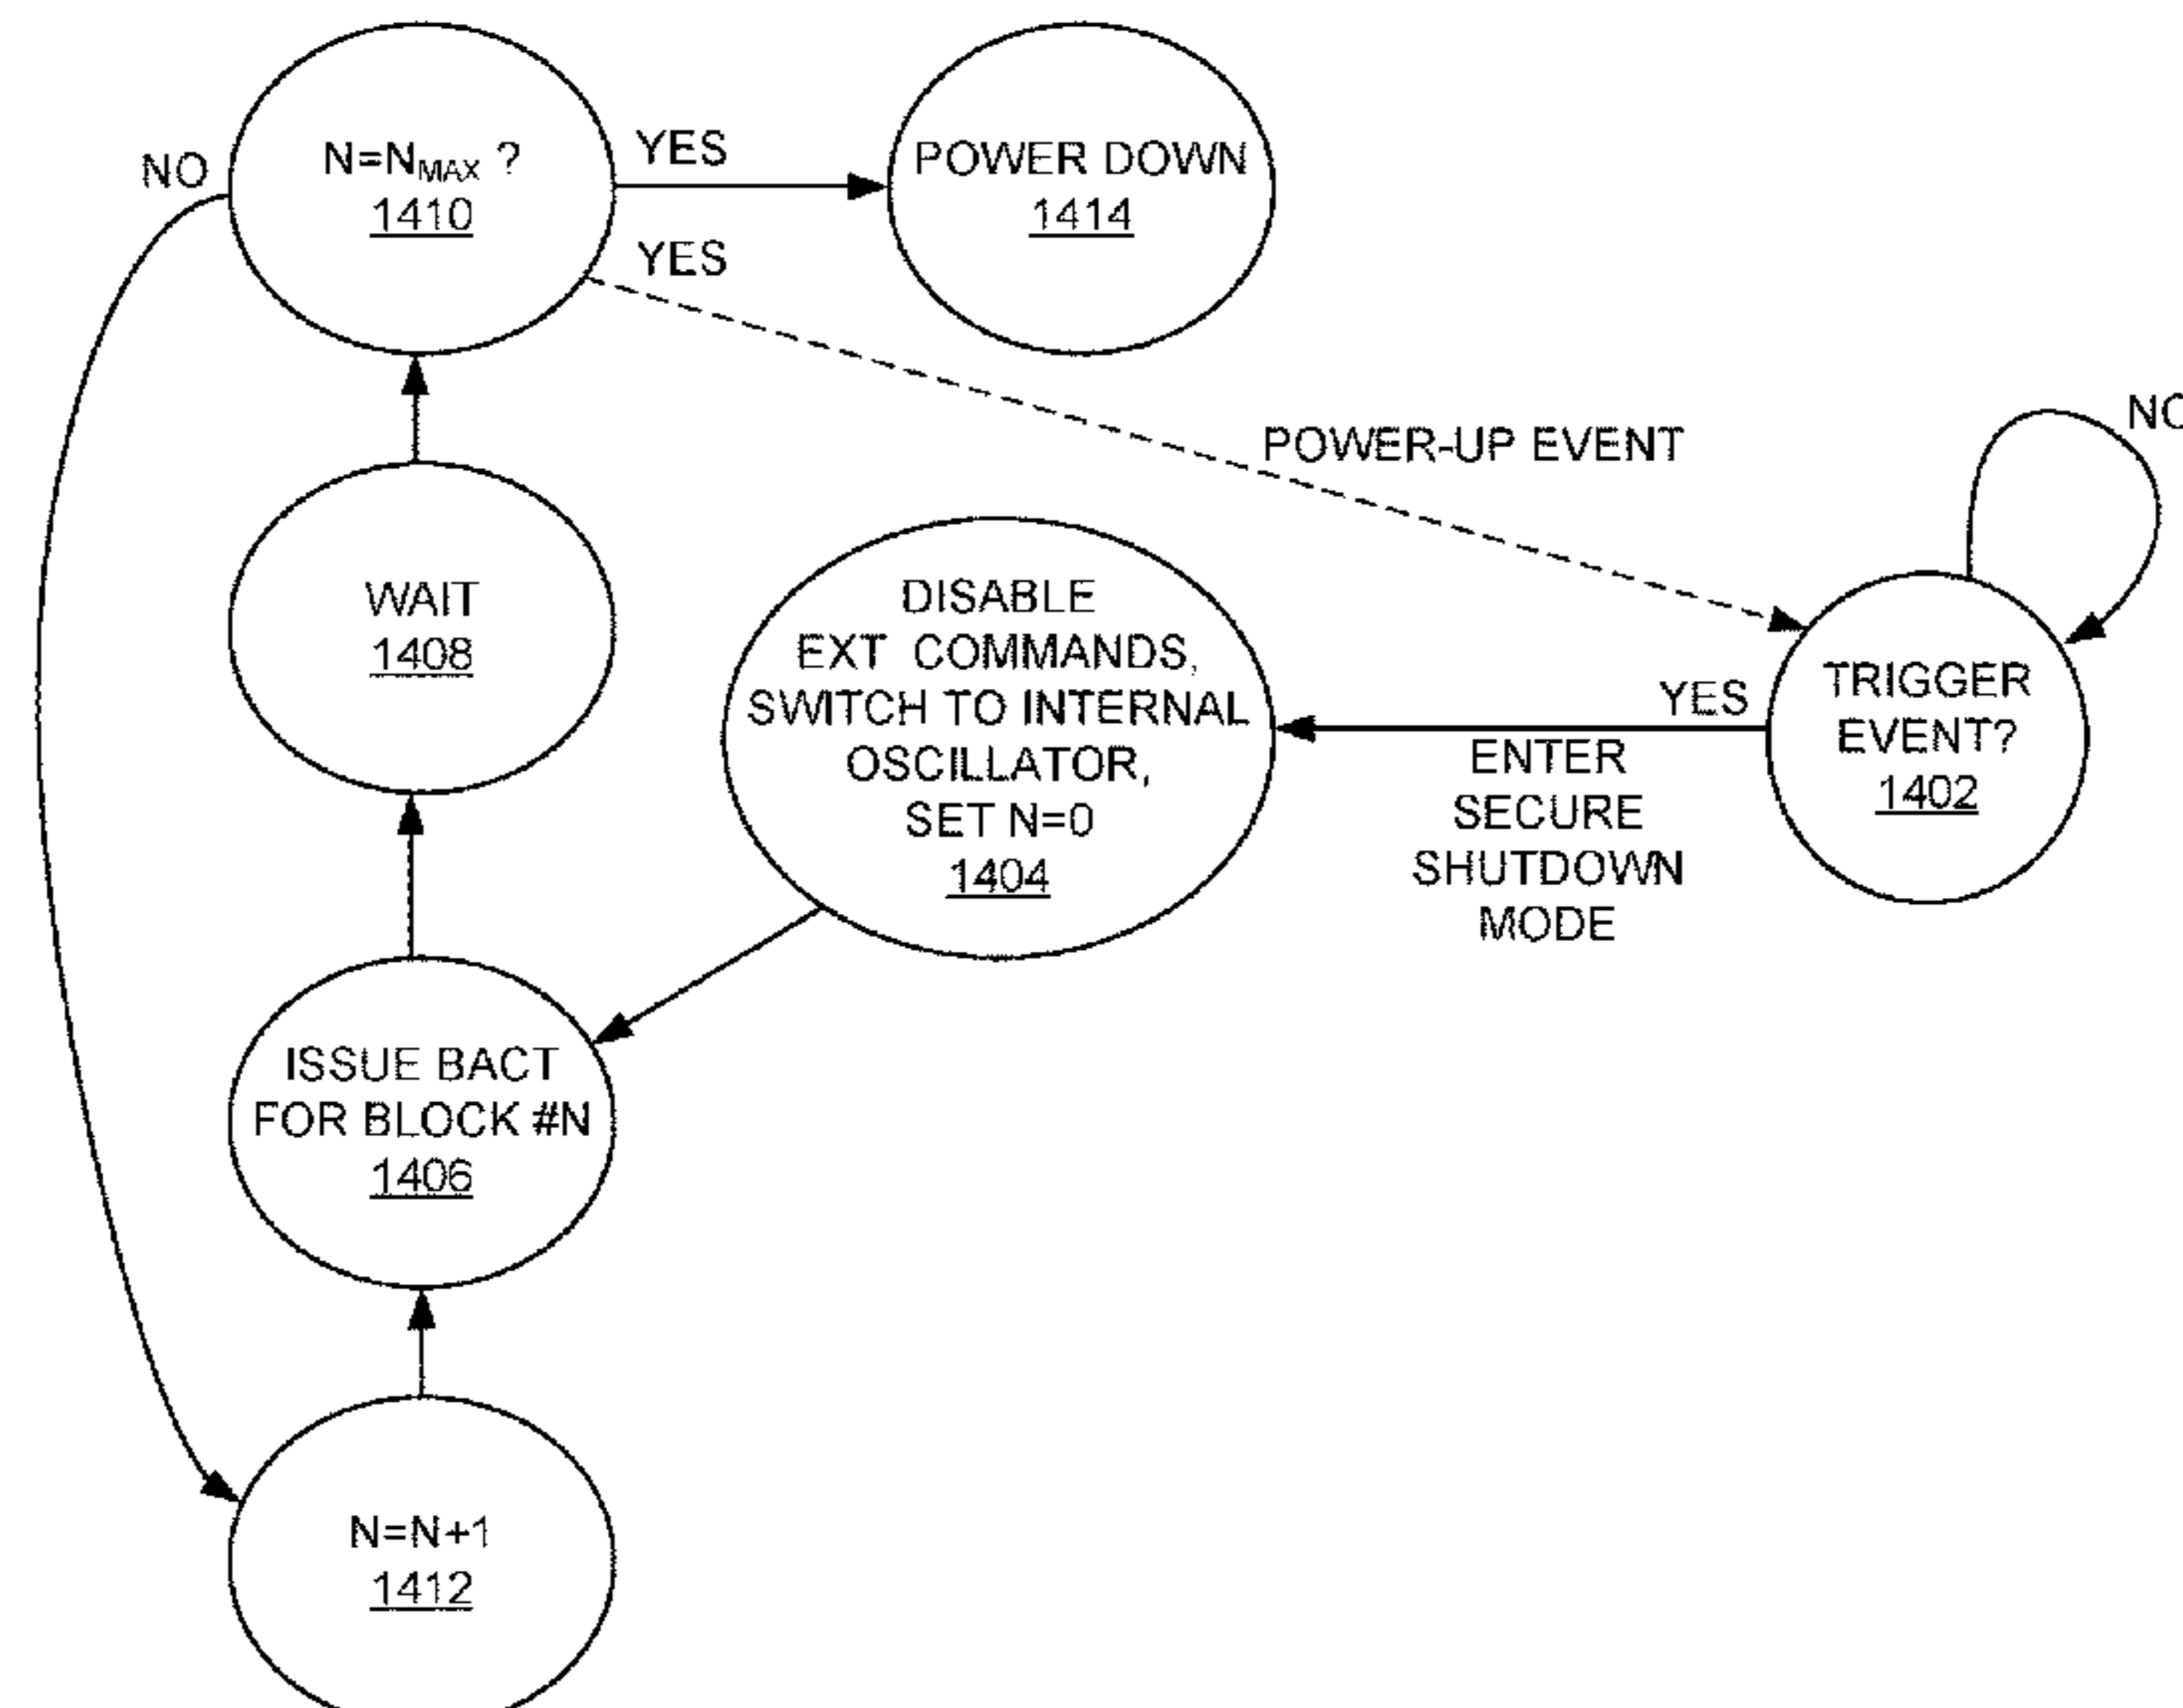 NO
N=NMAX ?
1410
YES
YES
POWER DOWN
1414
POWER-UP EVENT
NO
WAIT
1408
DISABLE
EXT COMMANDS,
SWITCH TO INTERNAL
OSCILLATOR,
SET N=0
1404
YES
ENTER
SECURE
SHUTDOWN
MODE
TRIGGER
EVENT?
1402
ISSUE BACT
FOR BLOCK #N
1406
N=N+1
1412